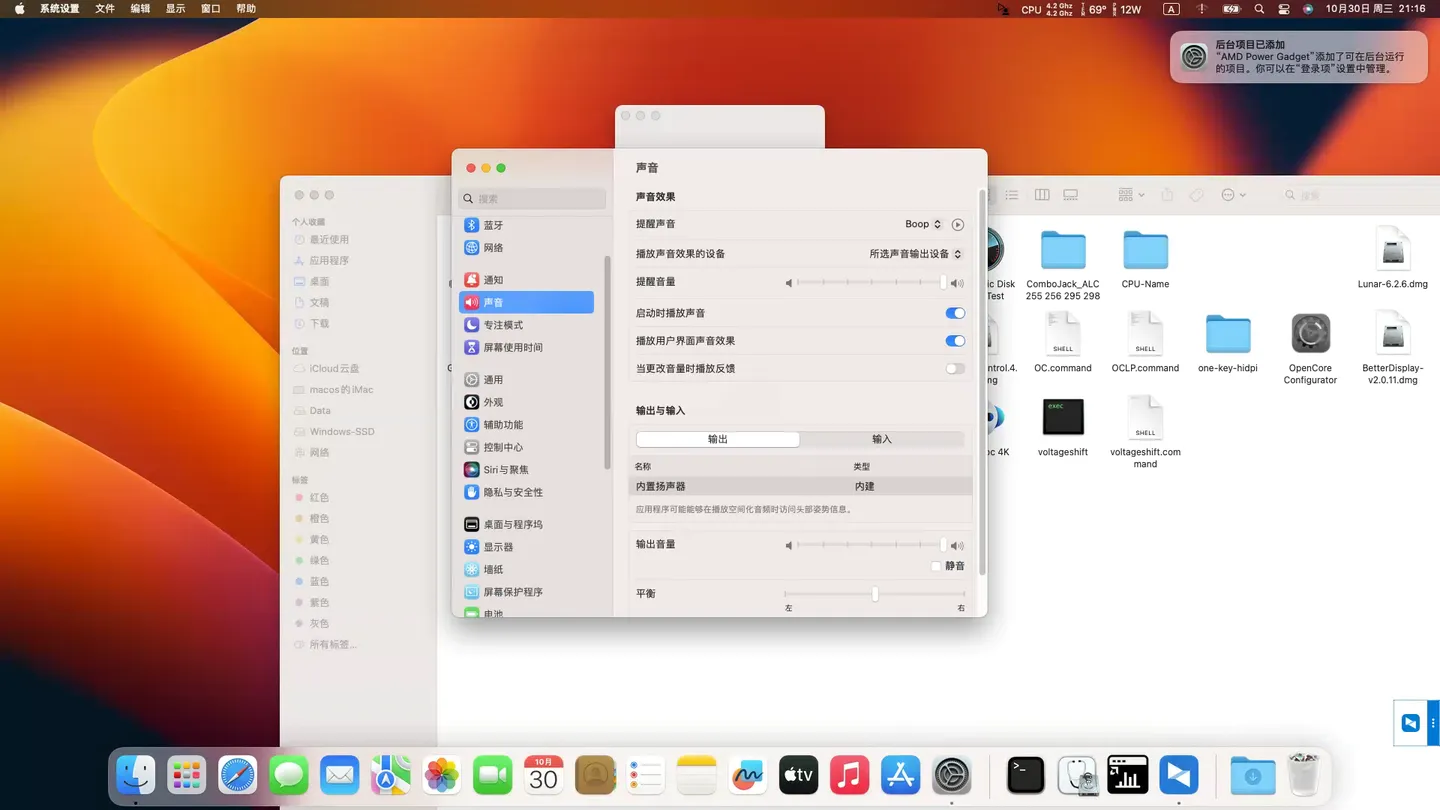 系统设置 文件 编辑 显示 窗口 帮助
CPU 4.2 Ghz 4.2 Ghz 69° 12W A 10月30日 周三 21:16
后台项目已添加
“AMD Power Gadget”添加了可在后台运行
的项目。你可以在“登录项”设置中管理。
个人收藏
最近使用
应用程序
桌面
文稿
下载
位置
iCloud云盘
macos的iMac
Data
Windows-SSD
网络
标签
红色
橙色
黄色
绿色
蓝色
紫色
灰色
所有标签...
搜索
蓝牙
网络
通知
声音
专注模式
屏幕使用时间
通用
外观
辅助功能
控制中心
Siri与聚焦
隐私与安全性
桌面与程序坞
显示器
墙纸
屏幕保护程序
电池
声音
声音效果
提醒声音 Boop
播放声音效果的设备 所选声音输出设备
提醒音量
启动时播放声音
播放用户界面声音效果
当更改音量时播放反馈
输出与输入
输出 输入
名称 类型
内置扬声器 内建
应用程序可能能够在播放空间化音频时访问头部姿势信息。
输出音量
静音
平衡
左 右
搜索
ic Disk
Test
ComboJack_ALC
255 256 295 298
CPU-Name
Lunar-6.2.6.dmg
ntrol.4.
ng
SHELL
OC.command
SHELL
OCLP.command
one-key-hidpi
OpenCore
Configurator
BetterDisplay-
v2.0.11.dmg
oc 4K
exec
voltageshift
SHELL
voltageshift.com
mand
10月
30
tv